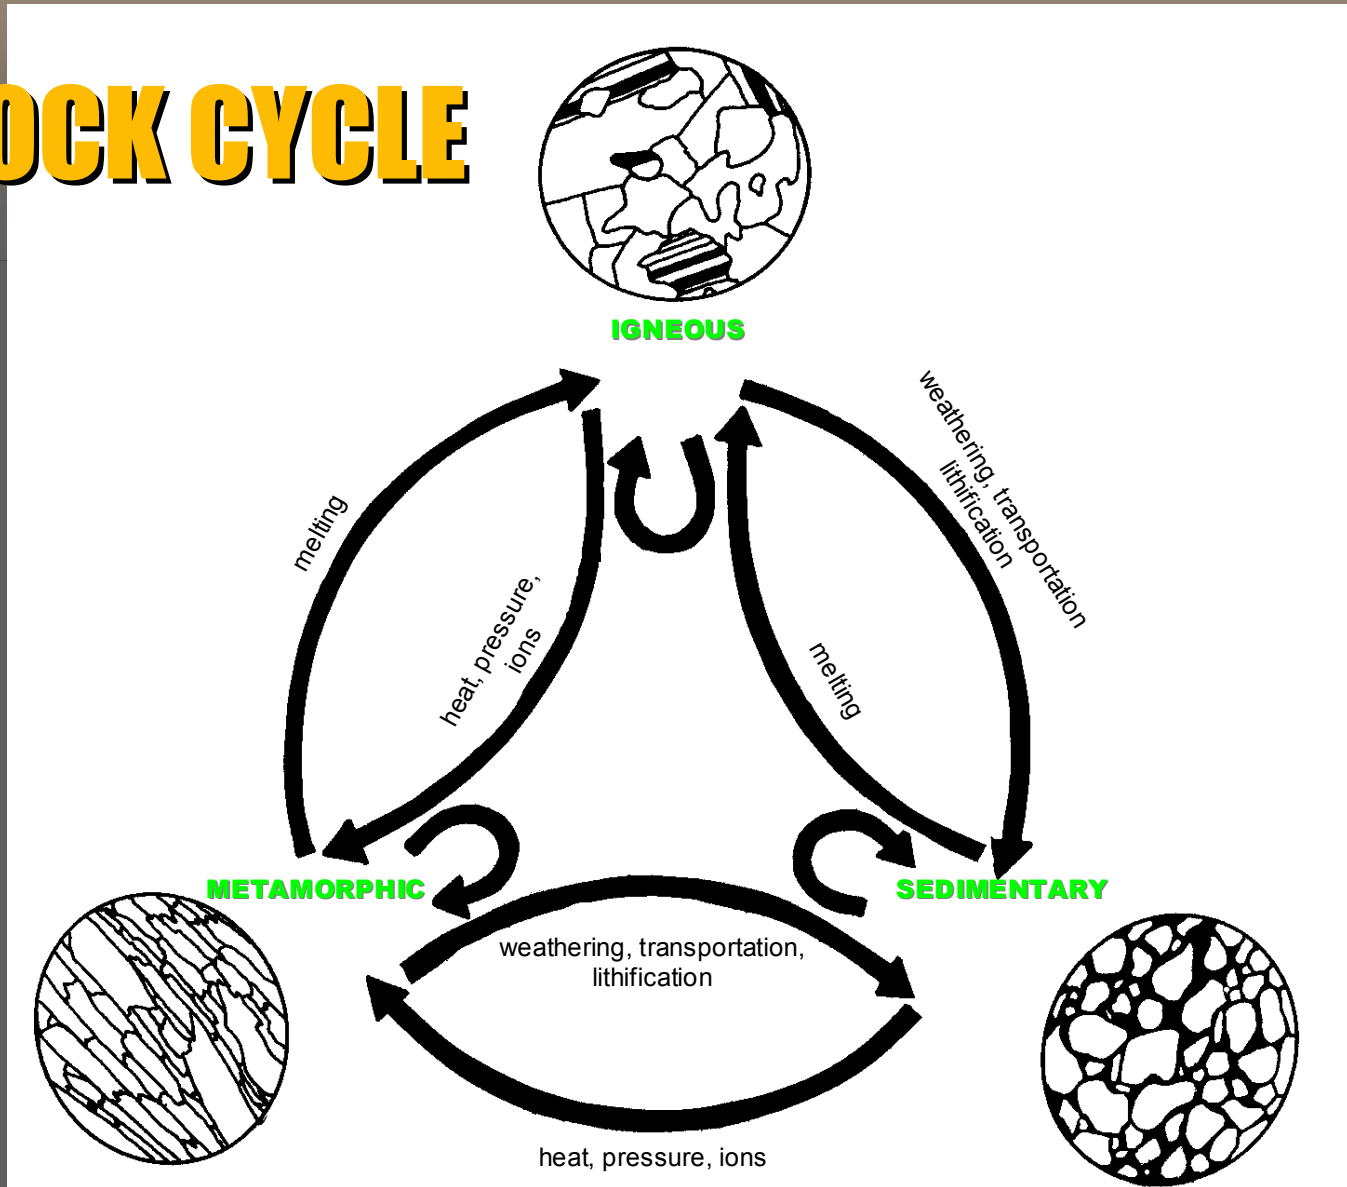 OCK CYCLE
IGNEOUS
weathering, transportation
lithification
melting
heat, pressure,
ions
melting
METAMORPHIC
SEDIMENTARY
weathering, transportation,
lithification
heat, pressure, ions